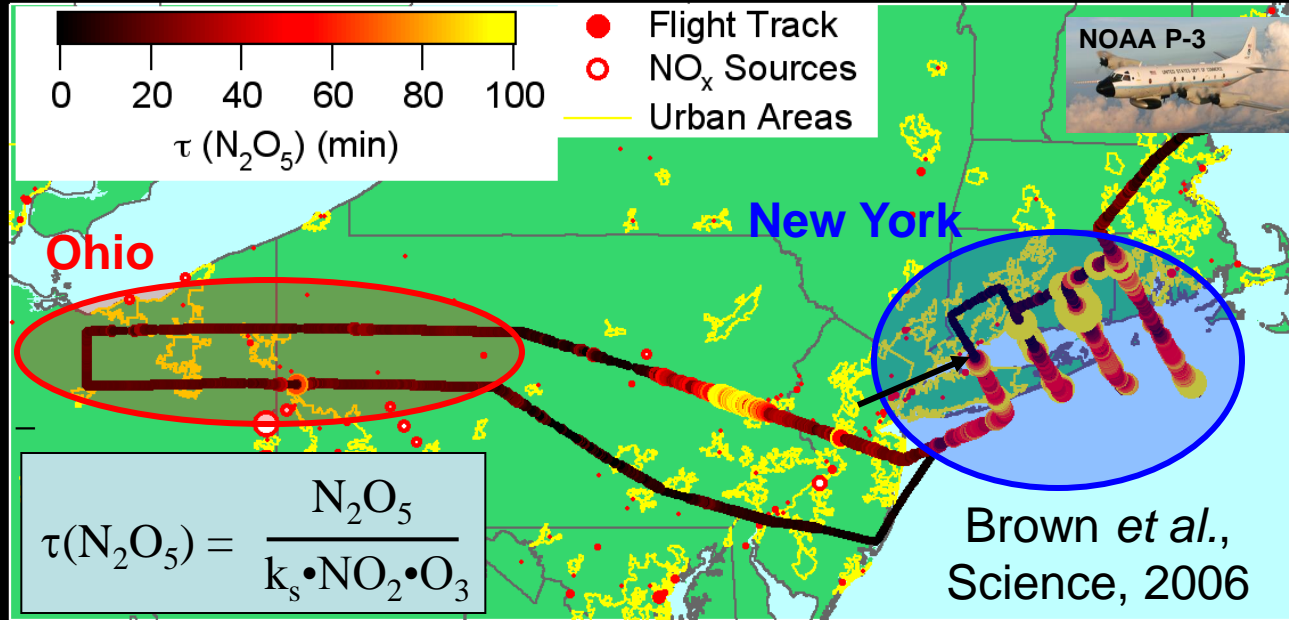 0 20 40 60 80 100
τ (N₂O₅) (min)
Flight Track
NOₓ Sources
Urban Areas
NOAA P-3
Ohio
New York
τ(N₂O₅) = N₂O₅
kₛ•NO₂•O₃
Brown et al.,
Science, 2006